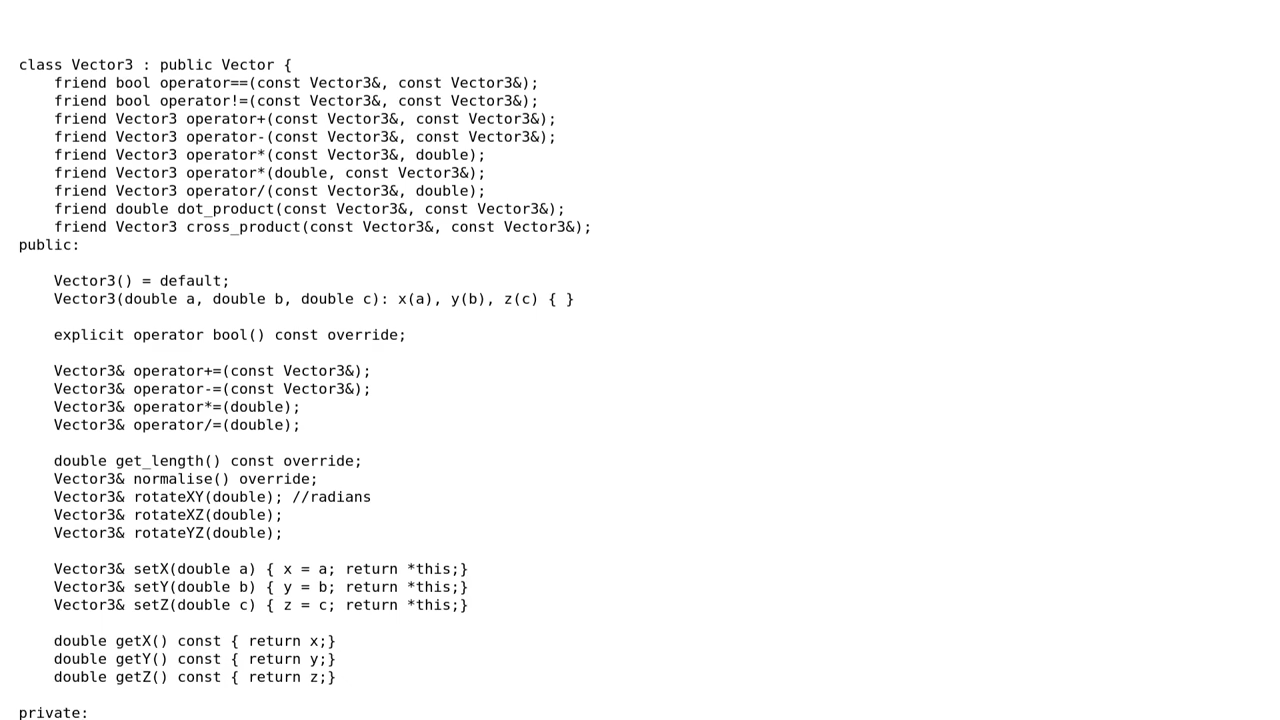 class Vector3 : public Vector {
    friend bool operator==(const Vector3&, const Vector3&);
    friend bool operator!=(const Vector3&, const Vector3&);
    friend Vector3 operator+(const Vector3&, const Vector3&);
    friend Vector3 operator-(const Vector3&, const Vector3&);
    friend Vector3 operator*(const Vector3&, double);
    friend Vector3 operator*(double, const Vector3&);
    friend Vector3 operator/(const Vector3&, double);
    friend double dot_product(const Vector3&, const Vector3&);
    friend Vector3 cross_product(const Vector3&, const Vector3&);
public:

    Vector3() = default;
    Vector3(double a, double b, double c): x(a), y(b), z(c) { }

    explicit operator bool() const override;

    Vector3& operator+=(const Vector3&);
    Vector3& operator-=(const Vector3&);
    Vector3& operator*=(double);
    Vector3& operator/=(double);

    double get_length() const override;
    Vector3& normalise() override;
    Vector3& rotateXY(double); //radians
    Vector3& rotateXZ(double);
    Vector3& rotateYZ(double);

    Vector3& setX(double a) { x = a; return *this;}
    Vector3& setY(double b) { y = b; return *this;}
    Vector3& setZ(double c) { z = c; return *this;}

    double getX() const { return x;}
    double getY() const { return y;}
    double getZ() const { return z;}

private: